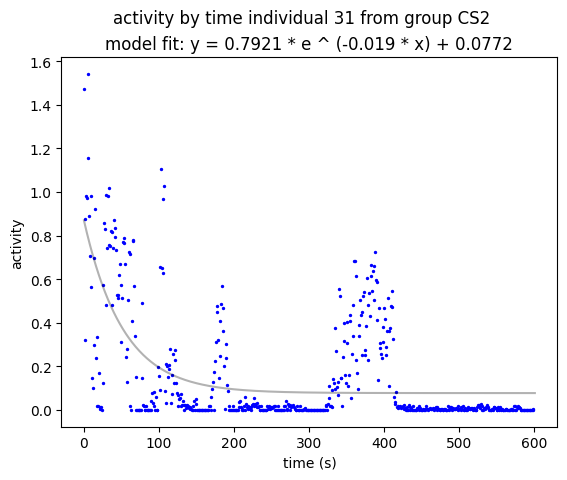 activity by time individual 31 from group CS2
model fit: y = 0.7921 * e ^ (-0.019 * x) + 0.0772
1.6
1.4
1.2
1.0
0.8
0.6
0.4
0.2
0.0
activity
0 100 200 300 400 500 600
time (s)